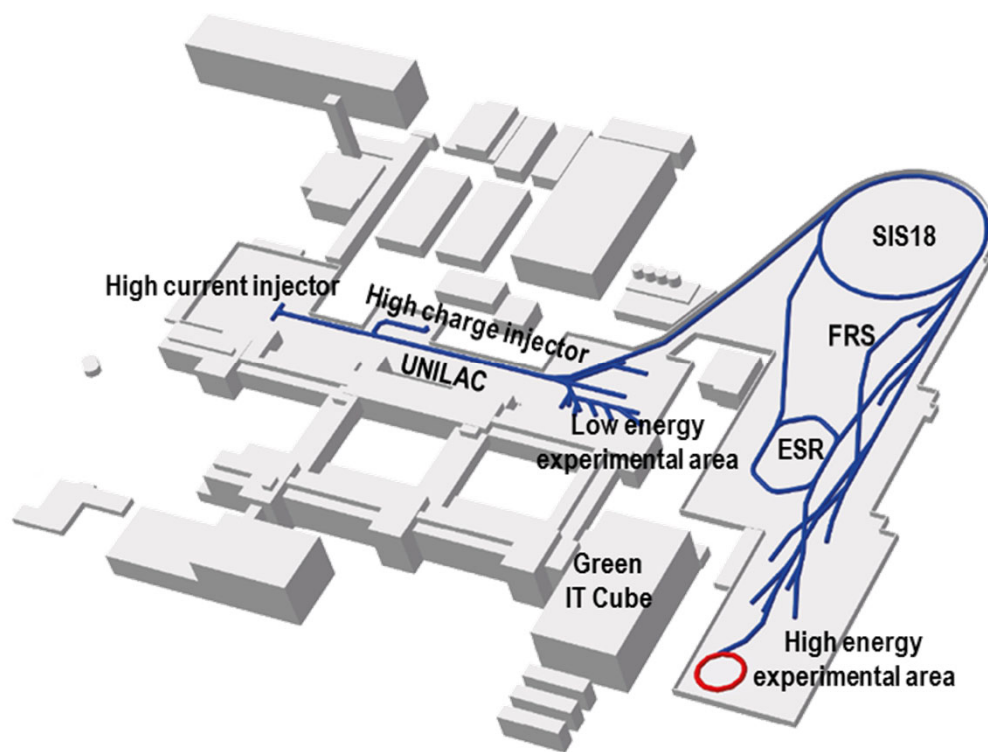 SIS18
High current injector
High charge injector
FRS
UNILAC
Low energy
experimental area
ESR
Green
IT Cube
High energy
experimental area